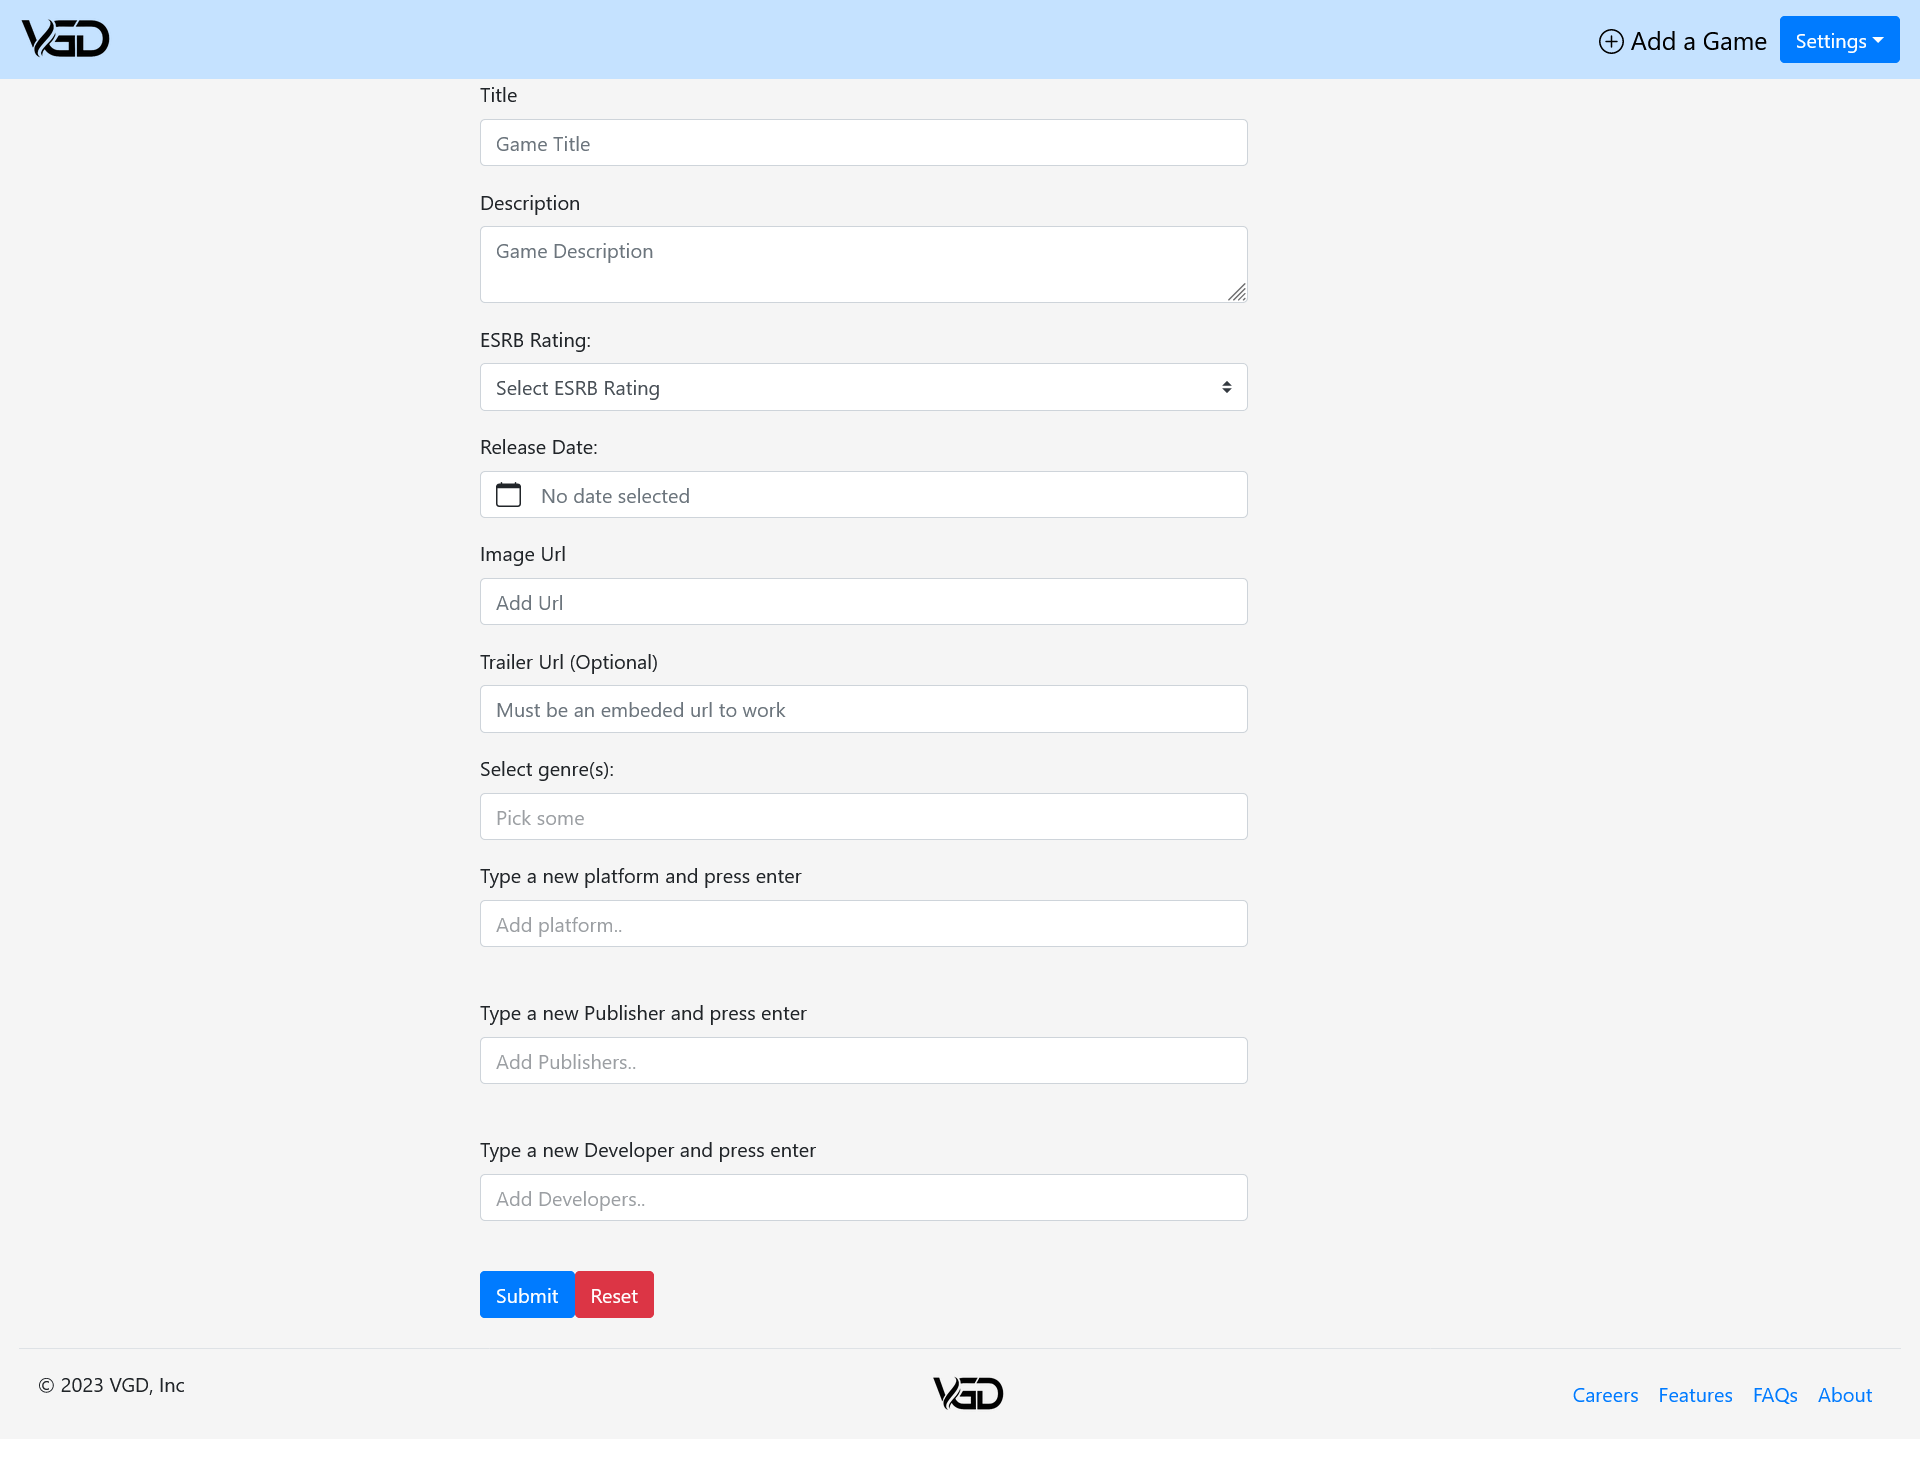 VGD
Add a Game
Settings
Title
Game Title
Description
Game Description
ESRB Rating:
Select ESRB Rating
Release Date:
No date selected
Image Url
Add Url
Trailer Url (Optional)
Must be an embeded url to work
Select genre(s):
Pick some
Type a new platform and press enter
Add platform..
Type a new Publisher and press enter
Add Publishers..
Type a new Developer and press enter
Add Developers..
Submit Reset
© 2023 VGD, Inc
VGD
Careers Features FAQs About